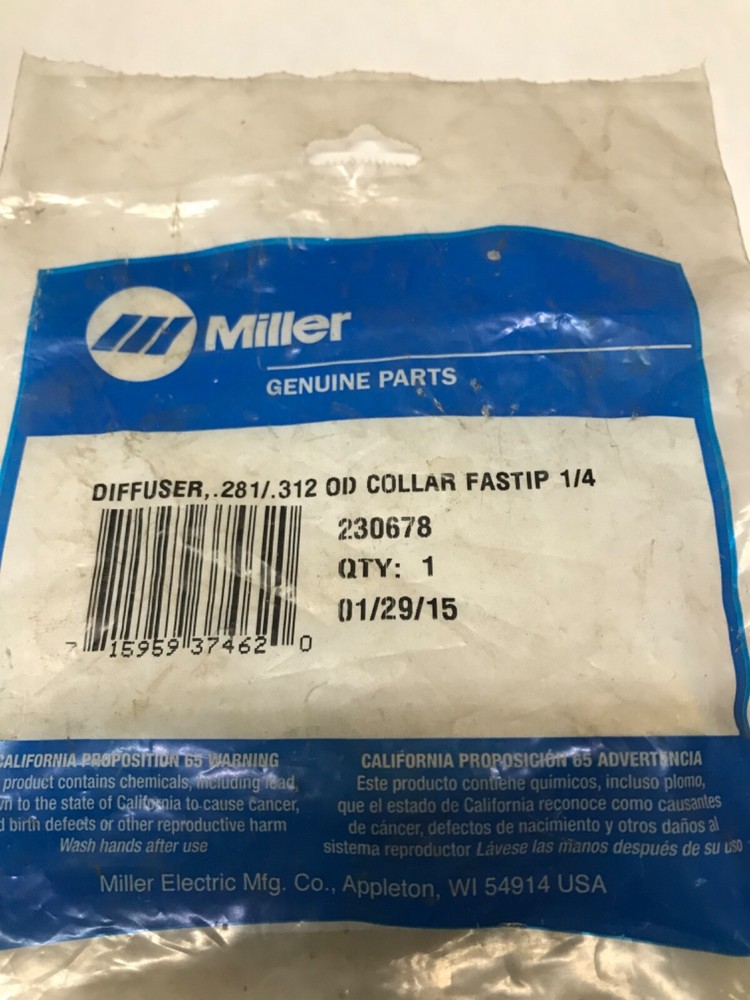 Miller
GENUINE PARTS
DIFFUSER,.281/.312 OD COLLAR FASTIP 1/4
230678
QTY: 1
01/29/15
7 15959 37462 0
CALIFORNIA PROPOSITION 65 WARNING
product contains chemicals, including lead,
to the state of California to cause cancer,
birth defects or other reproductive harm
Wash hands after use
CALIFORNIA PROPOSICIÓN 65 ADVERTENCIA
Este producto contiene químicos, incluso plomo,
que el estado de California reconoce como causantes
de cáncer, defectos de nacimiento y otros daños al
sistema reproductor Lávese las manos después de su uso
Miller Electric Mfg. Co., Appleton, WI 54914 USA